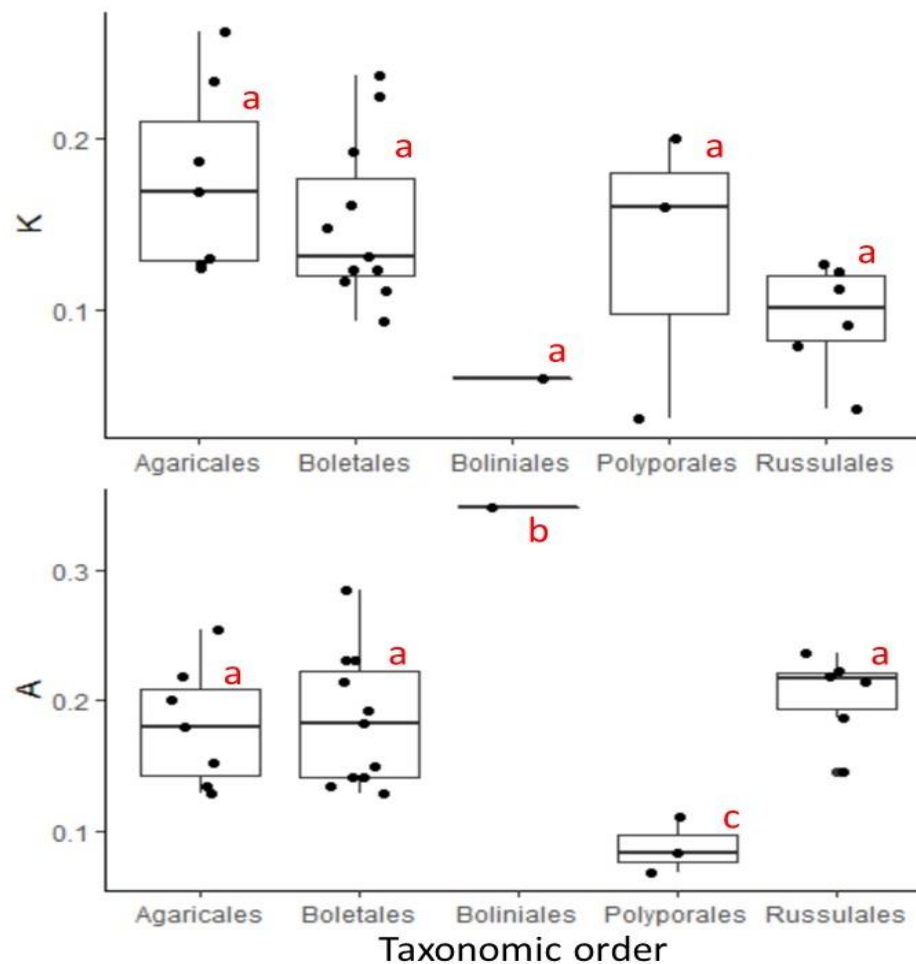 a
a
0.2
a
a
K
a
0.1
a
Agaricales Boletales Boliniales Polyporales Russulales
b
0.3
a
a
a
A
0.2
c
0.1
Agaricales Boletales Boliniales Polyporales Russulales
Taxonomic order